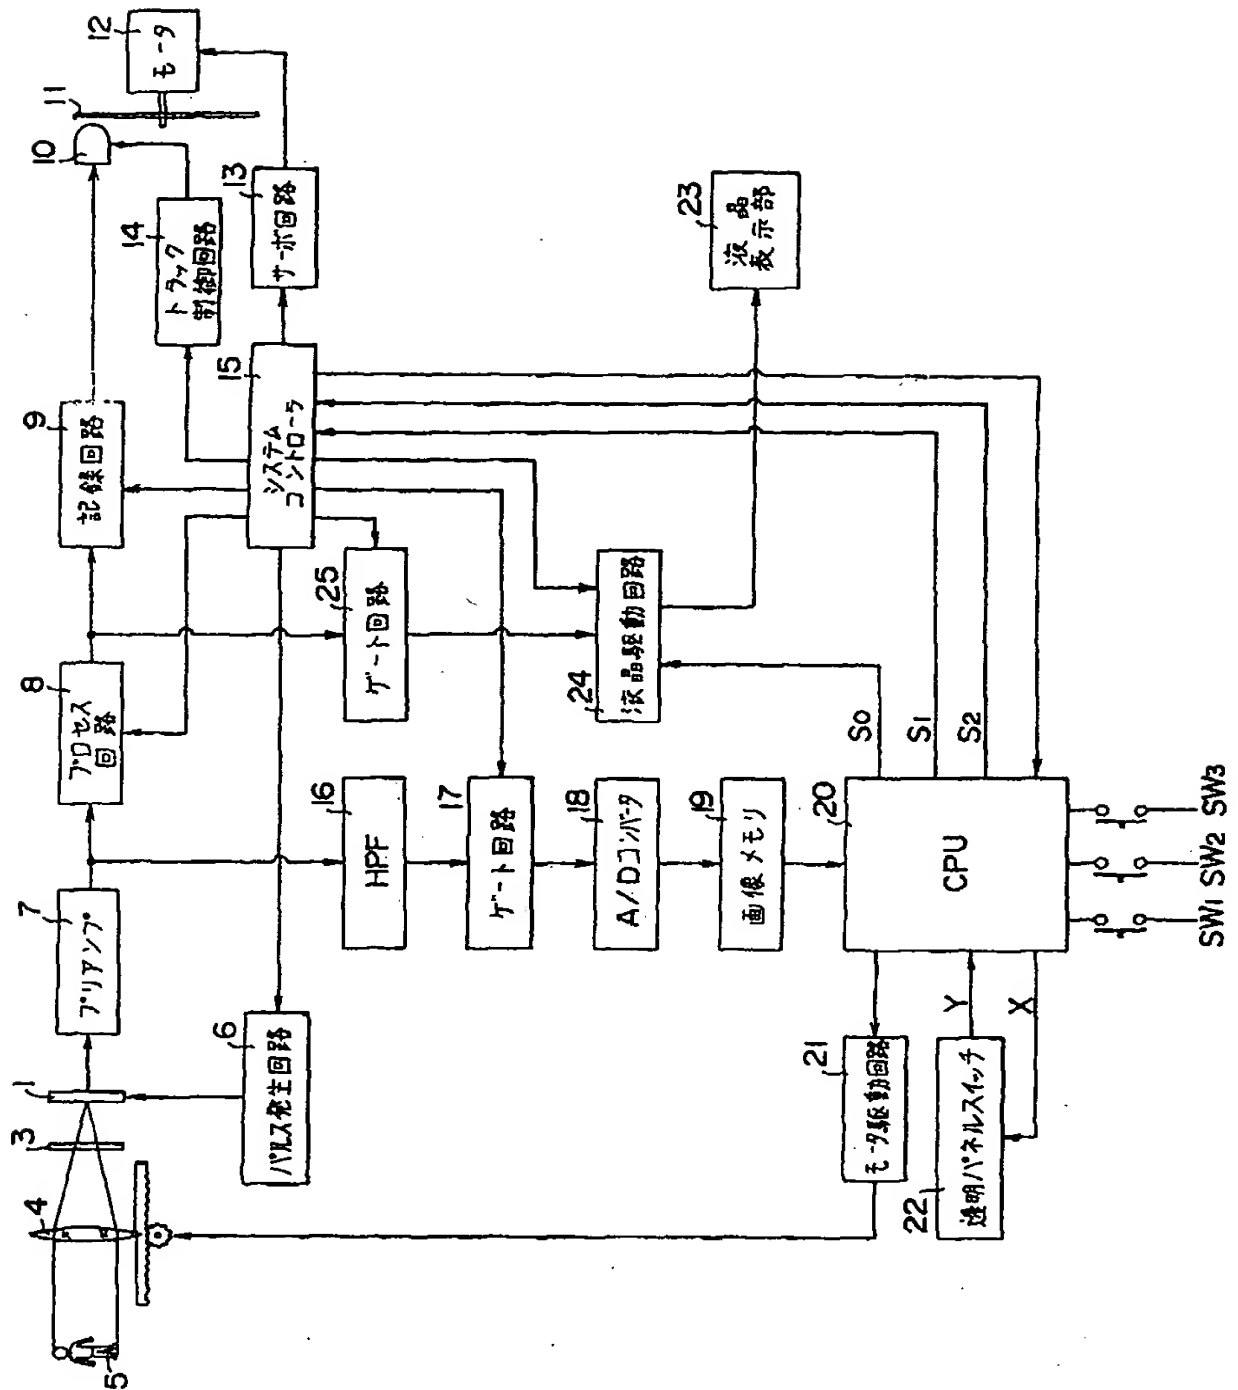 5
4
3
1
7
プリアンプ
8
プロセス
回路
9
記録回路
10
11
12
モータ
6
パルス発生回路
15
システム
コントローラ
14
トラック
制御回路
13
サーボ回路
16
HPF
25
ゲート回路
17
ゲート回路
18
A/Dコンバータ
24
液晶駆動回路
23
液晶
表示部
19
画像メモリ
21
モータ駆動回路
20
CPU
S0
S1
S2
22
透明パネルスイッチ
Y
X
SW1
SW2
SW3